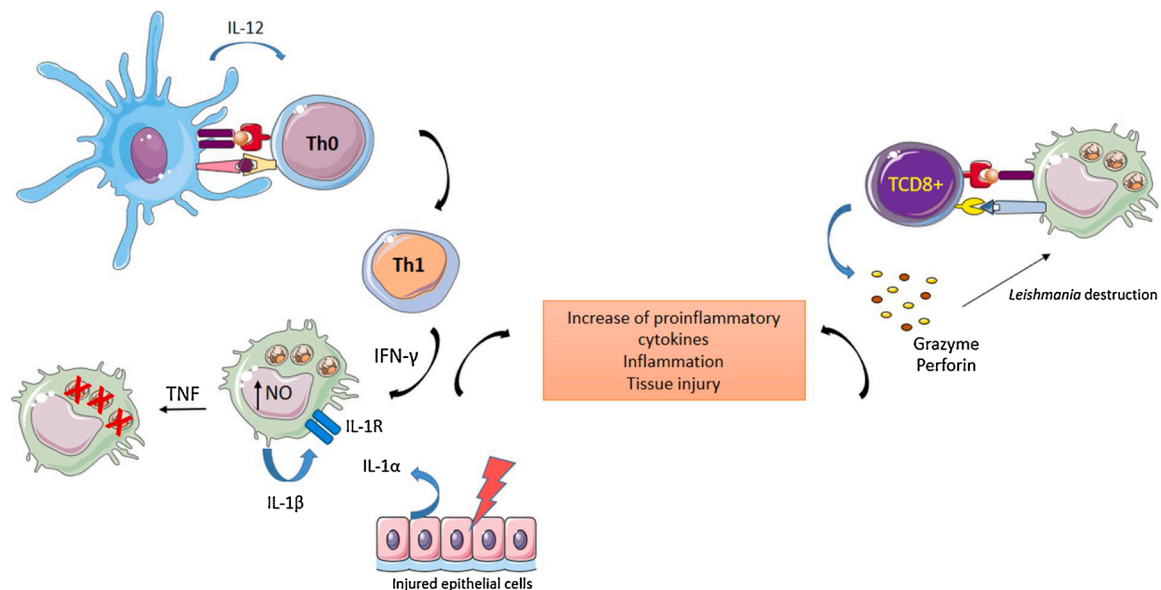 IL-12
Th0
TCD8+
Th1
Leishmania destruction
Increase of proinflammatory
cytokines
Inflammation
Tissue injury
Grazyme
Perforin
IFN-γ
TNF
NO
IL-1R
IL-1α
IL-1β
Injured epithelial cells